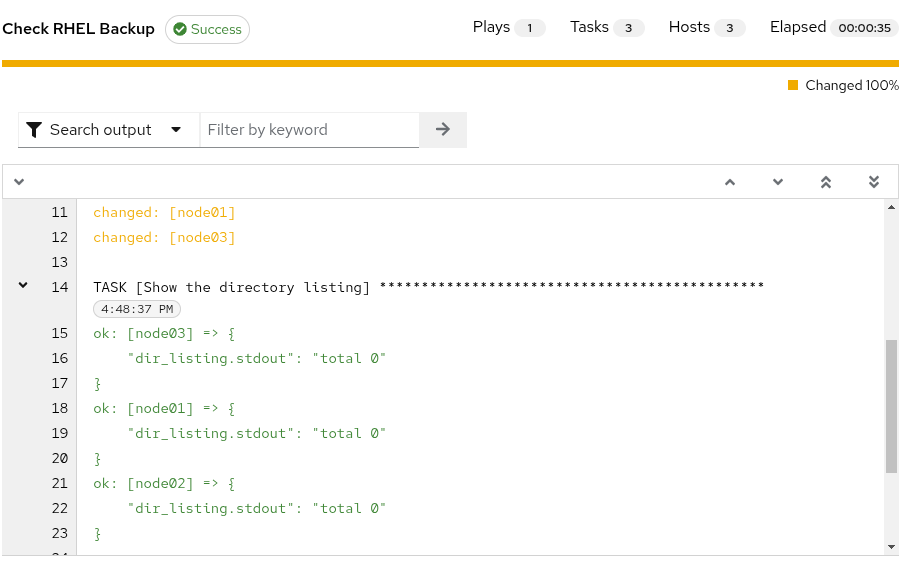 Check RHEL Backup Success Plays 1 Tasks 3 Hosts 3 Elapsed 00:00:35
Changed 100%
Search output Filter by keyword
11 changed: [node01]
12 changed: [node03]
13
14 TASK [Show the directory listing] **********************************************
4:48:37 PM
15 ok: [node03] => {
16     "dir_listing.stdout": "total 0"
17 }
18 ok: [node01] => {
19     "dir_listing.stdout": "total 0"
20 }
21 ok: [node02] => {
22     "dir_listing.stdout": "total 0"
23 }